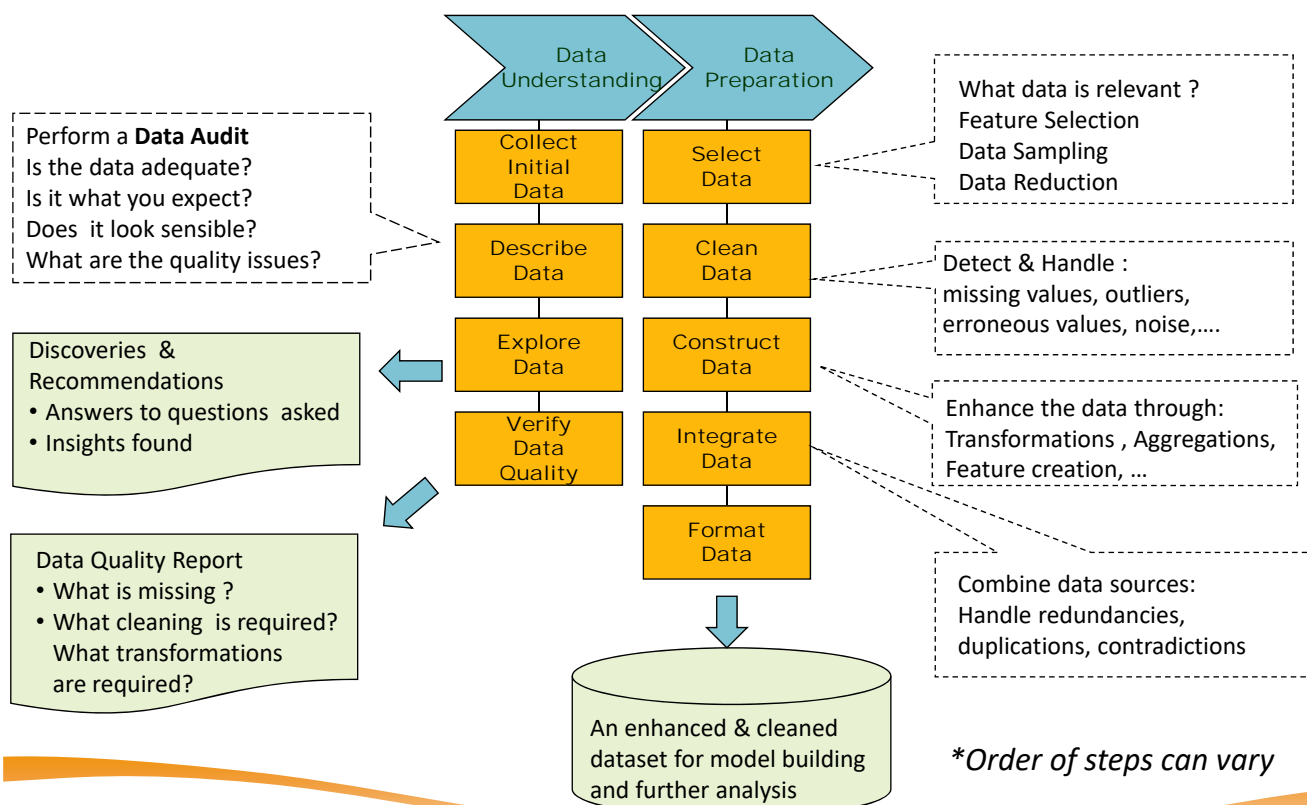 Data
Understanding
Data
Preparation
Perform a Data Audit
Is the data adequate?
Is it what you expect?
Does it look sensible?
What are the quality issues?
Collect
Initial
Data
Describe
Data
Explore
Data
Verify
Data
Quality
Select
Data
Clean
Data
Construct
Data
Integrate
Data
Format
Data
What data is relevant ?
Feature Selection
Data Sampling
Data Reduction
Detect & Handle :
missing values, outliers,
erroneous values, noise,....
Enhance the data through:
Transformations , Aggregations,
Feature creation, ...
Combine data sources:
Handle redundancies,
duplications, contradictions
Discoveries &
Recommendations
• Answers to questions asked
• Insights found
Data Quality Report
• What is missing ?
• What cleaning is required?
What transformations
are required?
An enhanced & cleaned
dataset for model building
and further analysis
*Order of steps can vary